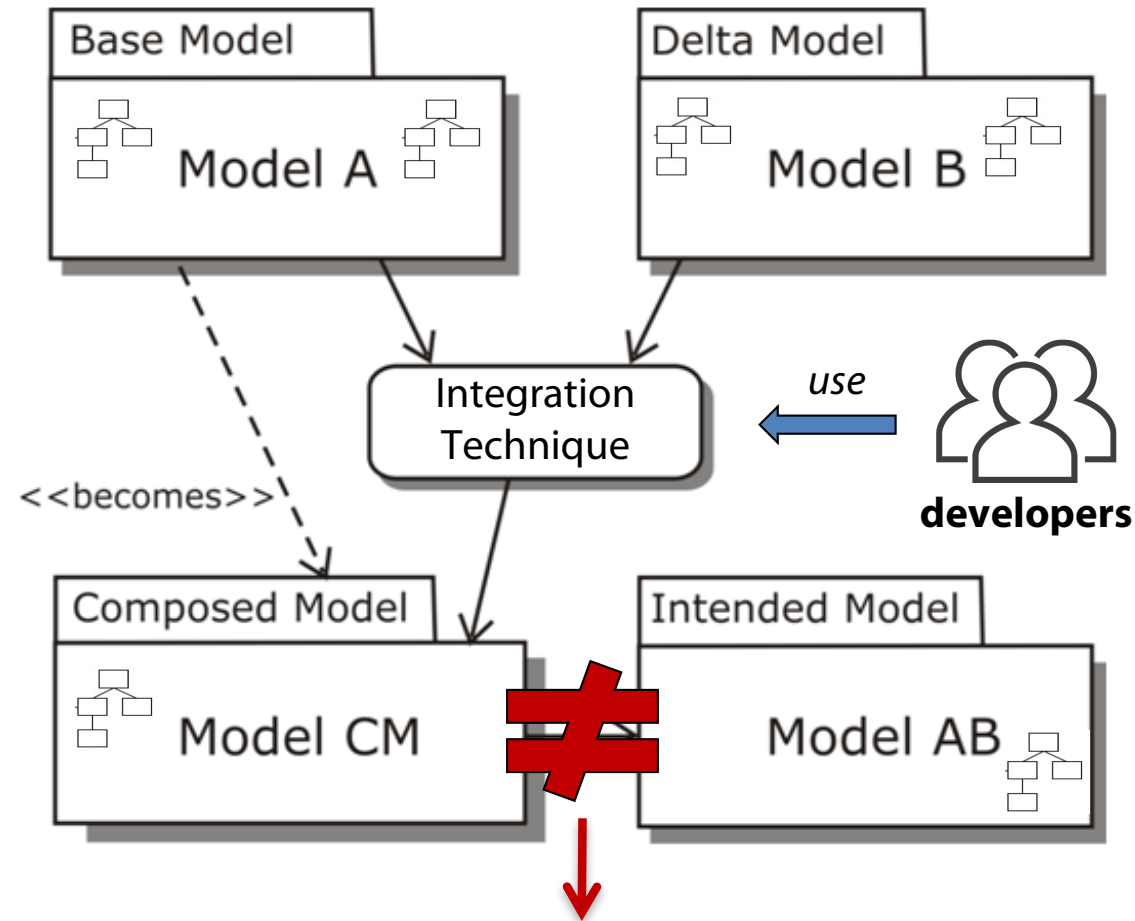 Base Model
Delta Model
Model A
Model B
Integration
Technique
use
developers
<<becomes>>
Composed Model
Intended Model
Model CM
≠
Model AB